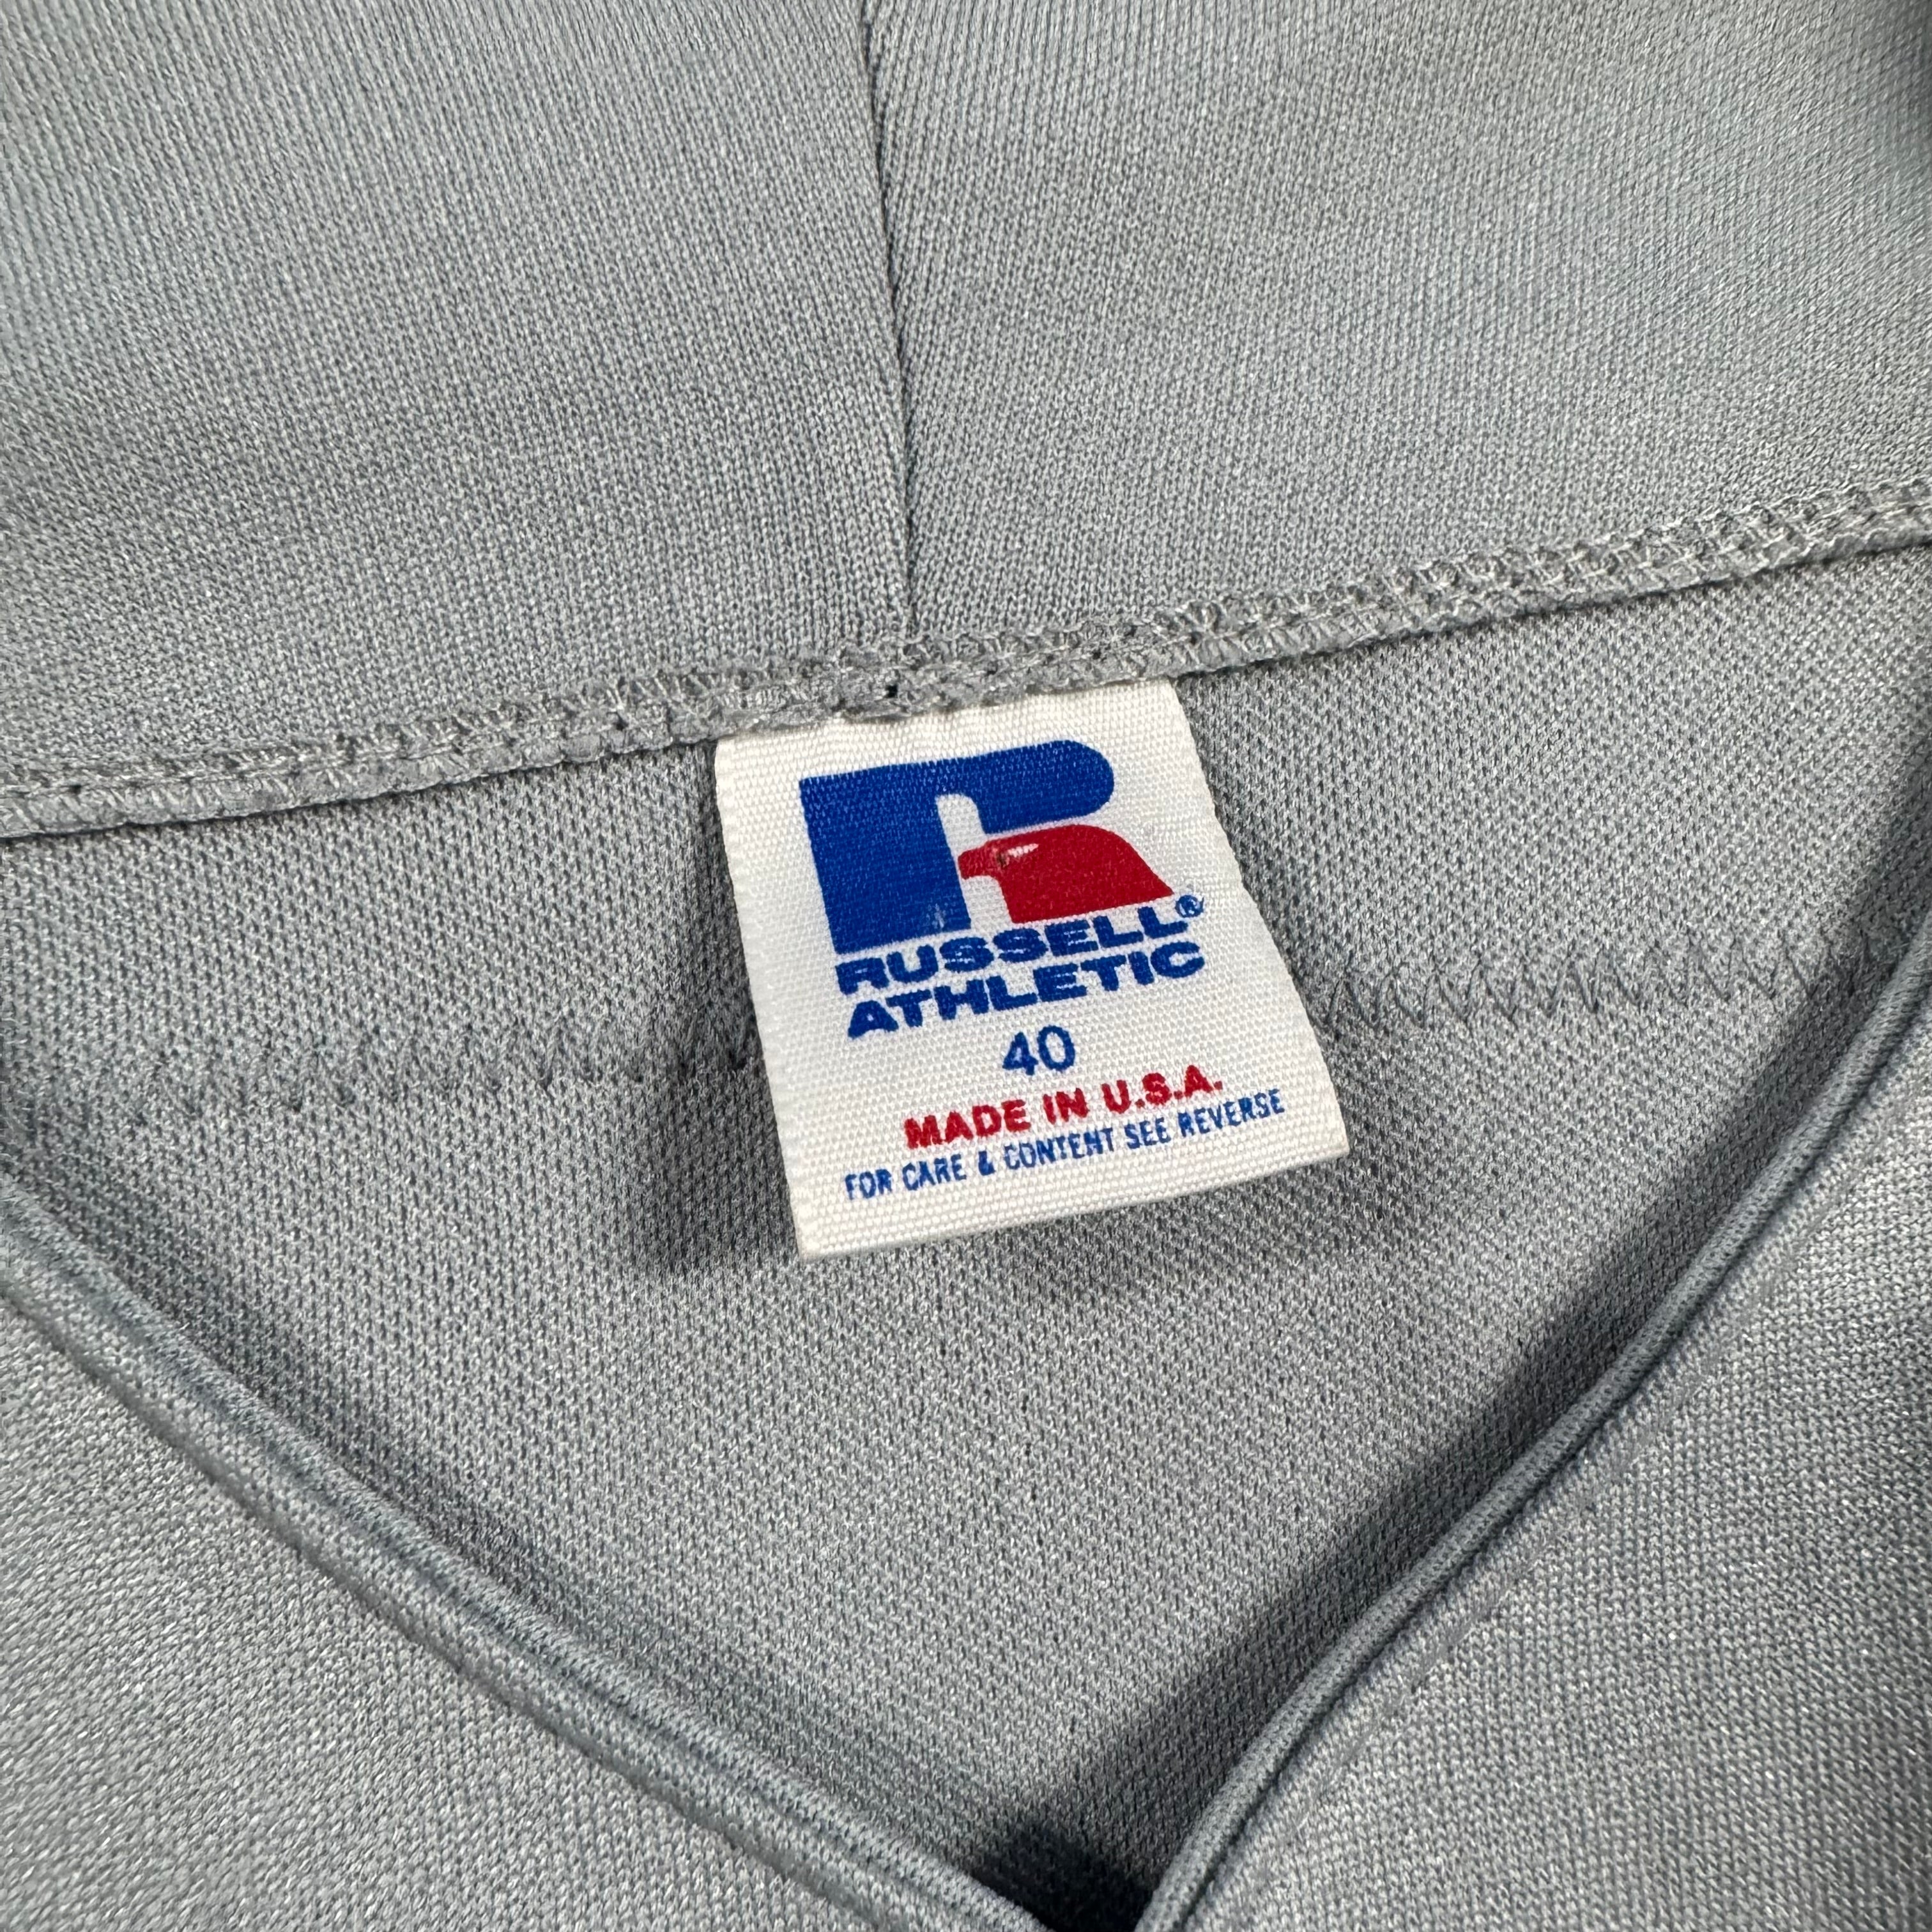 R
RUSSELL®
ATHLETIC
40
MADE IN U.S.A.
FOR CARE & CONTENT SEE REVERSE